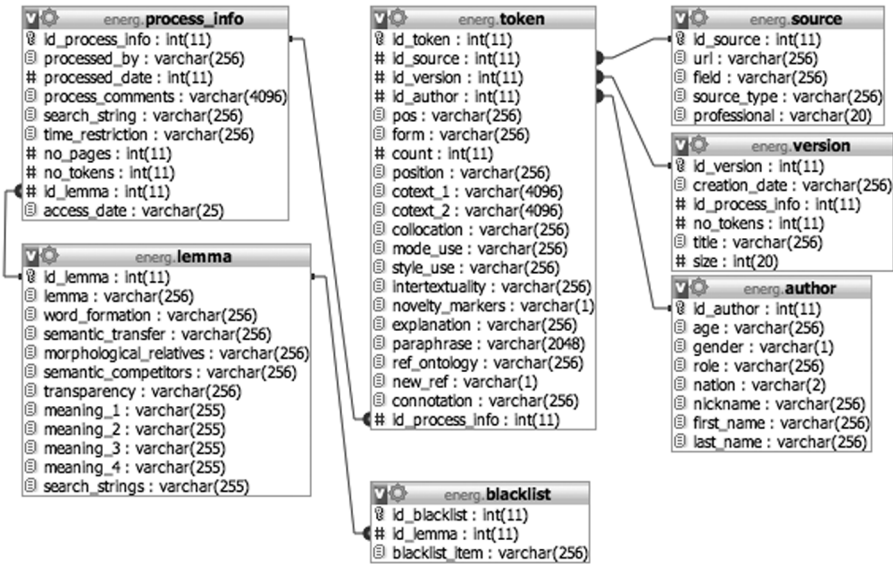 energ.process_info
id_process_info : int(11)
processed_by : varchar(256)
# processed_date : int(11)
process_comments : varchar(4096)
search_string : varchar(256)
time_restriction : varchar(256)
# no_pages : int(11)
# no_tokens : int(11)
# id_lemma : int(11)
access_date : varchar(25)
energ.lemma
id_lemma : int(11)
lemma : varchar(256)
word_formation : varchar(256)
semantic_transfer : varchar(256)
morphological_relatives : varchar(256)
semantic_competitors : varchar(256)
transparency : varchar(256)
meaning_1 : varchar(255)
meaning_2 : varchar(255)
meaning_3 : varchar(255)
meaning_4 : varchar(255)
search_strings : varchar(255)
energ.token
id_token : int(11)
# id_source : int(11)
# id_version : int(11)
# id_author : int(11)
pos : varchar(256)
form : varchar(256)
# count : int(11)
position : varchar(256)
cotext_1 : varchar(4096)
cotext_2 : varchar(4096)
collocation : varchar(256)
mode_use : varchar(256)
style_use : varchar(256)
intertextuality : varchar(256)
novelty_markers : varchar(1)
explanation : varchar(256)
paraphrase : varchar(2048)
ref_ontology : varchar(256)
new_ref : varchar(1)
connotation : varchar(256)
# id_process_info : int(11)
energ.blacklist
id_blacklist : int(11)
# id_lemma : int(11)
blacklist_item : varchar(256)
energ.source
id_source : int(11)
url : varchar(256)
field : varchar(256)
source_type : varchar(256)
professional : varchar(20)
energ.version
id_version : int(11)
creation_date : varchar(256)
# id_process_info : int(11)
# no_tokens : int(11)
title : varchar(256)
# size : int(20)
energ.author
id_author : int(11)
age : varchar(256)
gender : varchar(1)
role : varchar(256)
nation : varchar(2)
nickname : varchar(256)
first_name : varchar(256)
last_name : varchar(256)